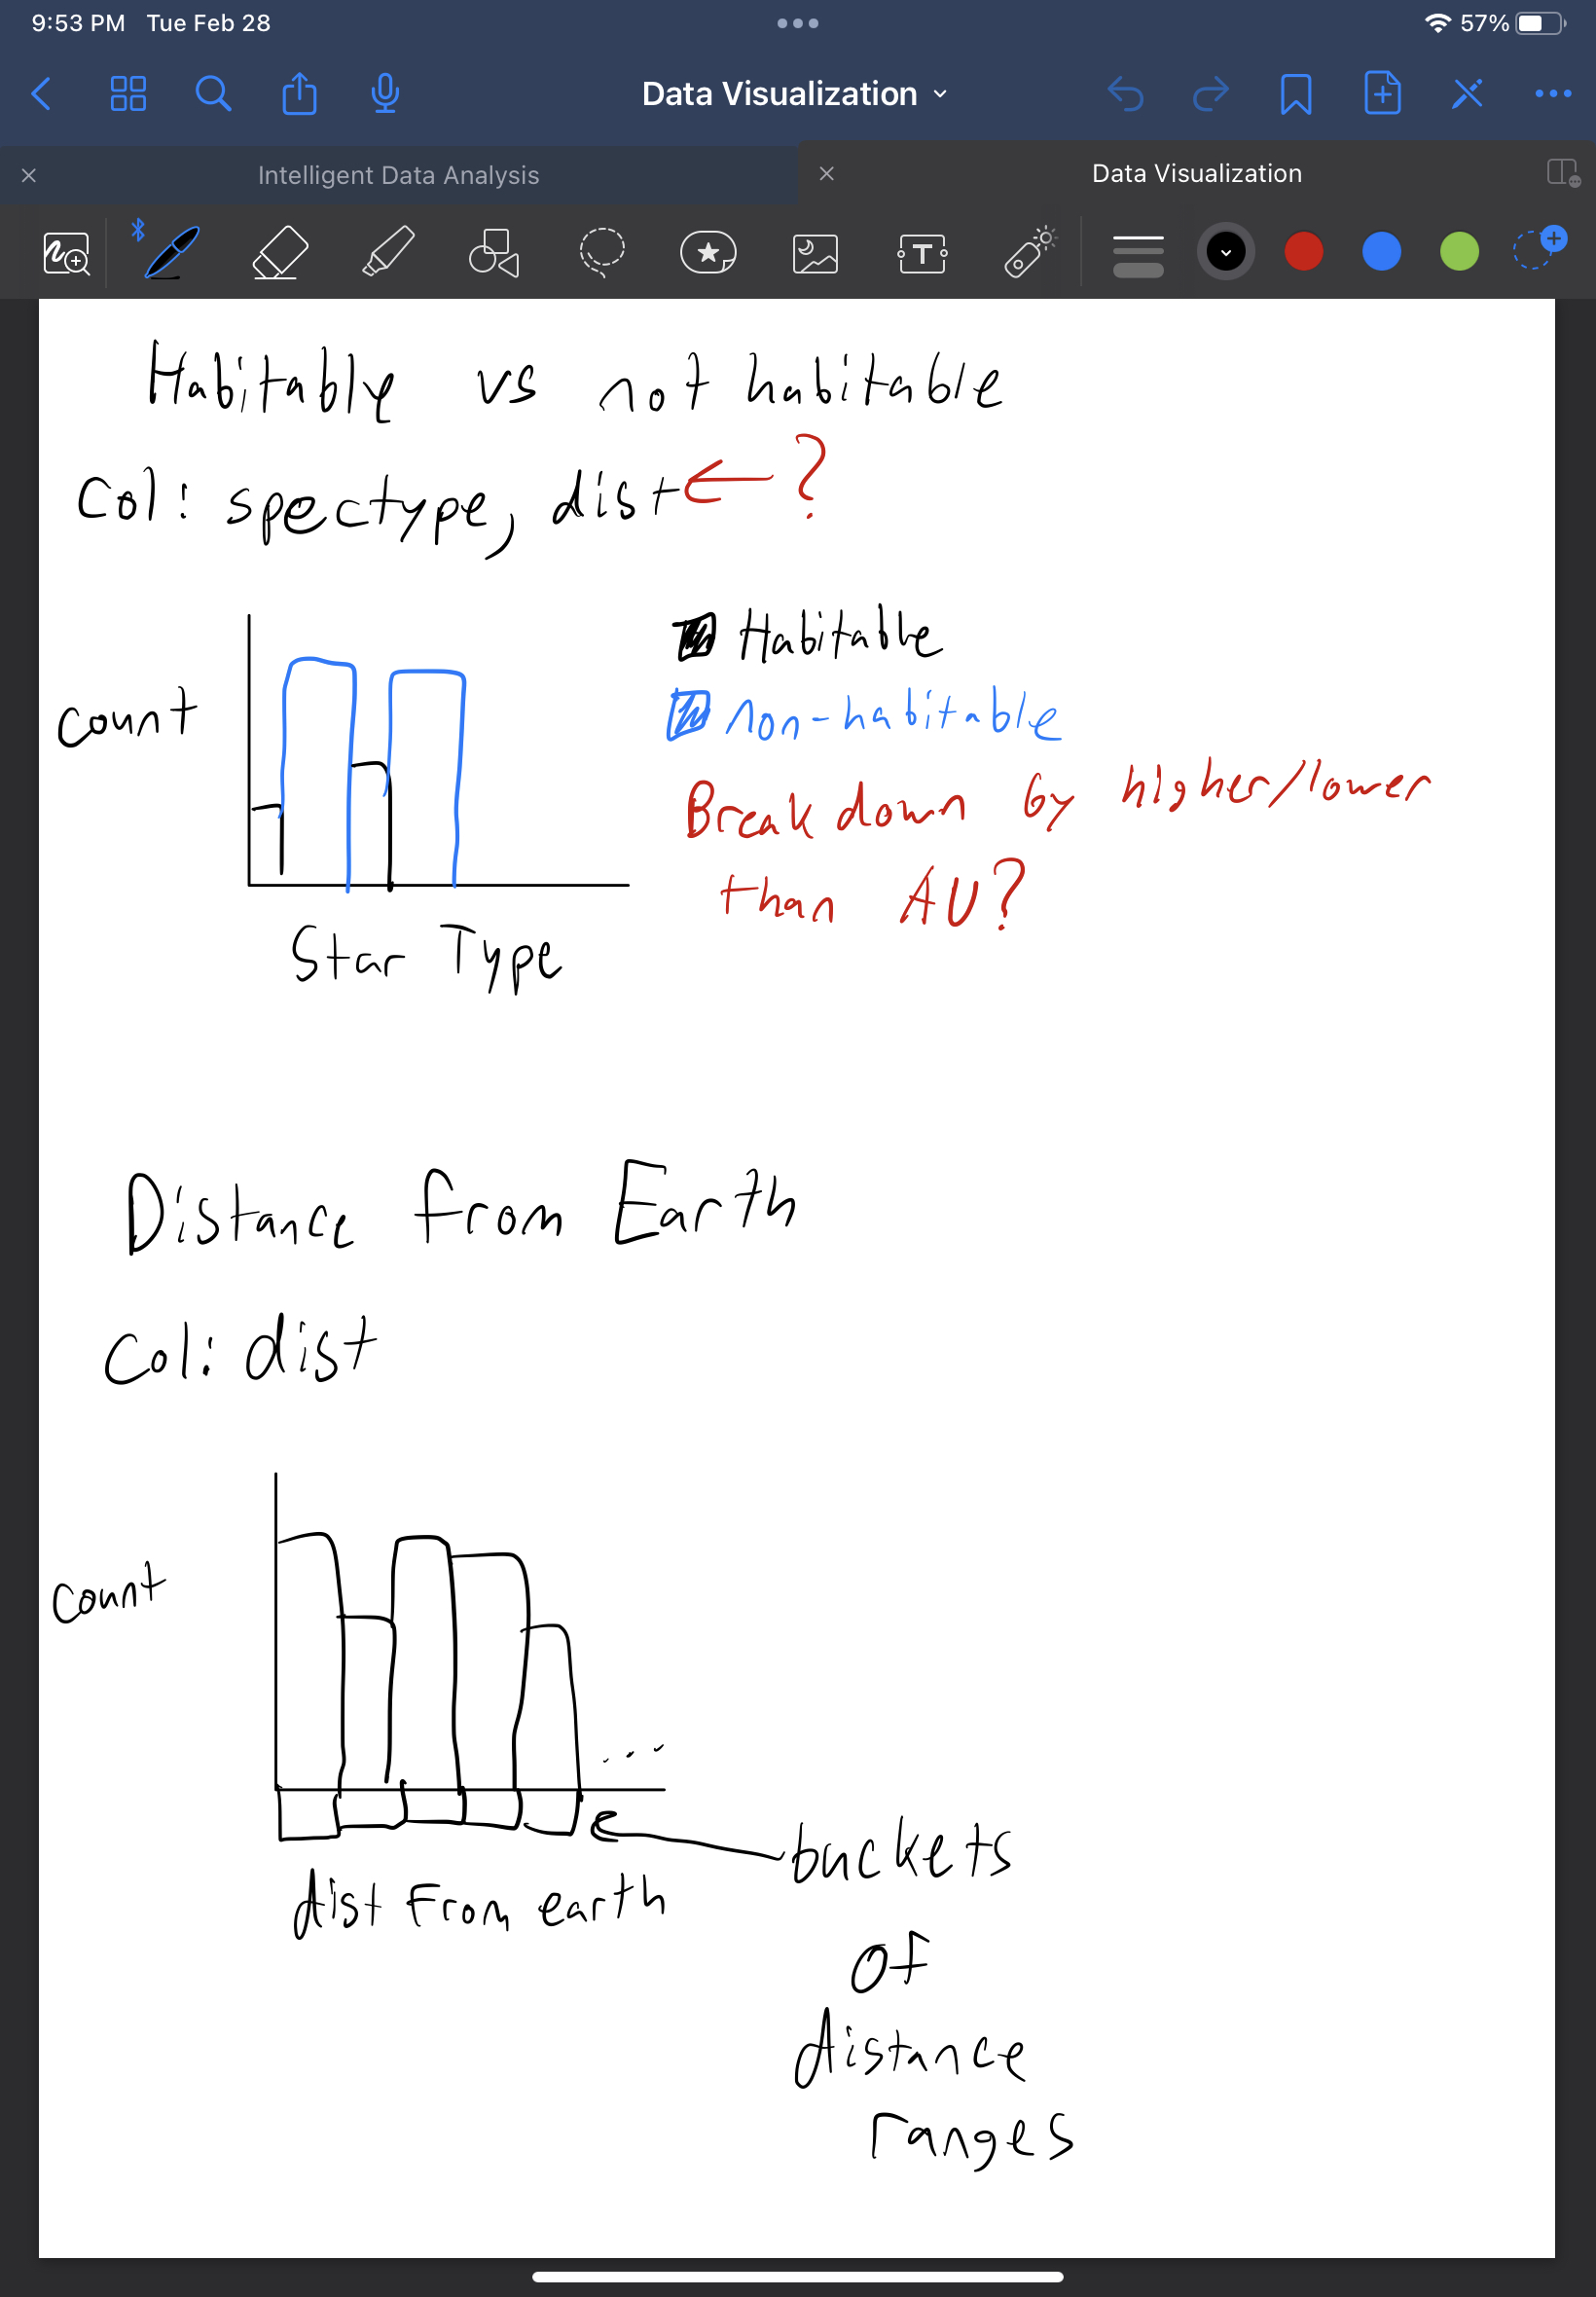 9:53 PM Tue Feb 28
57%
Data Visualization
Intelligent Data Analysis
Data Visualization
T
Habitably vs not habitable
Col: spectype, dist ← ?
Habitable
non-habitable
count
Break down by higher/lower
than AU?
Star Type
Distance from Earth
Col: dist
count
...
buckets
dist From earth
of
distance
ranges